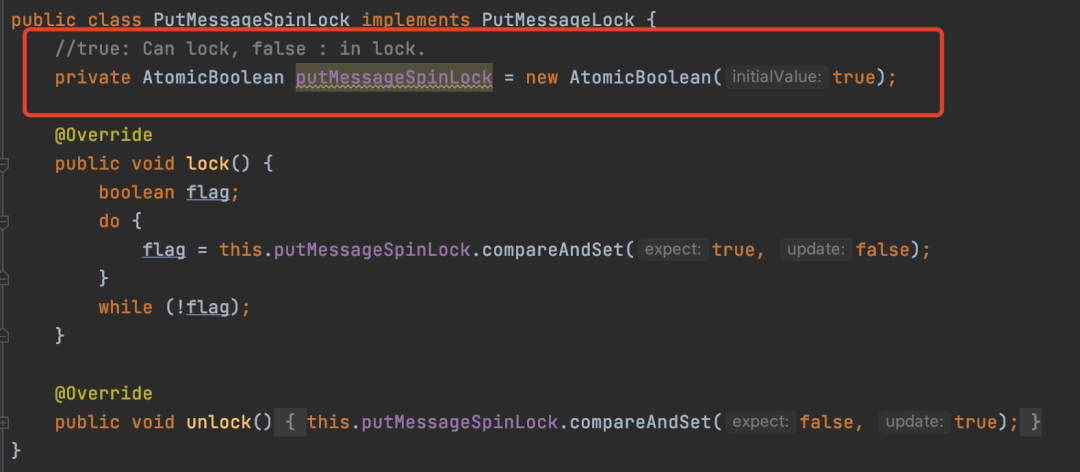 public class PutMessageSpinLock implements PutMessageLock {
//true: Can lock, false : in lock.
private AtomicBoolean putMessageSpinLock = new AtomicBoolean( initialValue: true);
@Override
public void lock() {
boolean flag;
do {
flag = this.putMessageSpinLock.compareAndSet( expect: true, update: false);
}
while (!flag);
}
@Override
public void unlock() { this.putMessageSpinLock.compareAndSet( expect: false, update: true); }
}